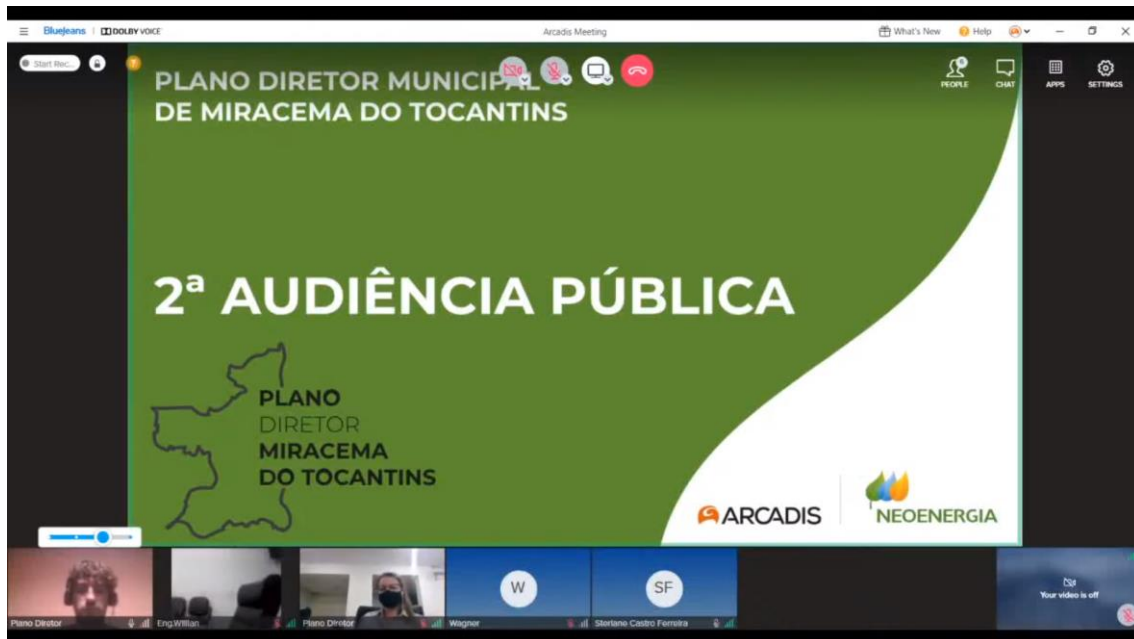 Bluejeans | DOLBY VOICE
Arcadis Meeting
What's New
Help
Start Rec...
PEOPLE
CHAT
APPS
SETTINGS
PLANO DIRETOR MUNICIPAL
DE MIRACEMA DO TOCANTINS
2ª AUDIÊNCIA PÚBLICA
PLANO
DIRETOR
MIRACEMA
DO TOCANTINS
ARCADIS
NEOENERGIA
W
SF
Your video is off
Plano Diretor
Eng.Willian
Plano Diretor
Wagner
Steriane Castro Ferreira